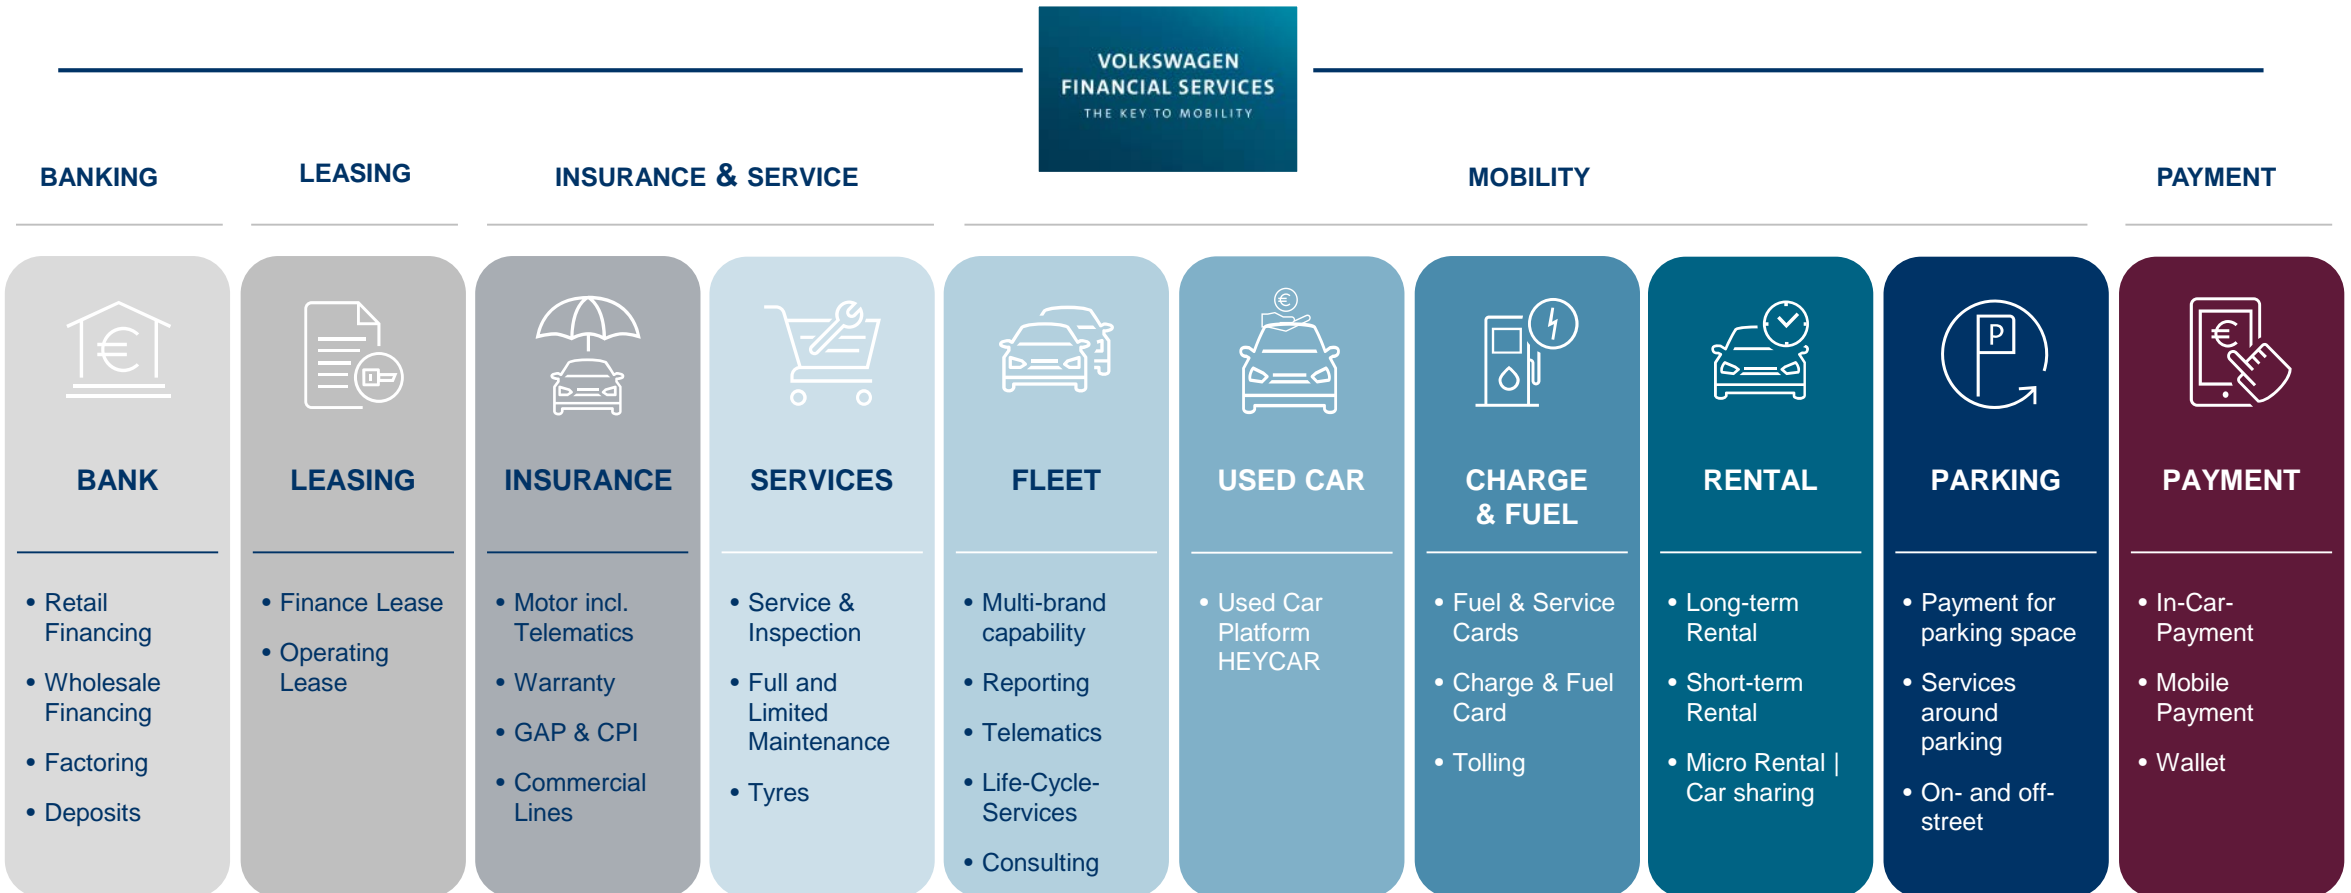 VOLKSWAGEN
FINANCIAL SERVICES
THE KEY TO MOBILITY
BANKING
LEASING
INSURANCE & SERVICE
MOBILITY
PAYMENT
€
BANK
• Retail
Financing
• Wholesale
Financing
• Factoring
• Deposits
LEASING
• Finance Lease
• Operating
Lease
INSURANCE
• Motor incl.
Telematics
• Warranty
• GAP & CPI
• Commercial
Lines
SERVICES
• Service &
Inspection
• Full and
Limited
Maintenance
• Tyres
FLEET
• Multi-brand
capability
• Reporting
• Telematics
• Life-Cycle-
Services
• Consulting
€
USED CAR
• Used Car
Platform
HEYCAR
CHARGE
& FUEL
• Fuel & Service
Cards
• Charge & Fuel
Card
• Tolling
RENTAL
• Long-term
Rental
• Short-term
Rental
• Micro Rental |
Car sharing
P
PARKING
• Payment for
parking space
• Services
around
parking
• On- and off-
street
€
PAYMENT
• In-Car-
Payment
• Mobile
Payment
• Wallet